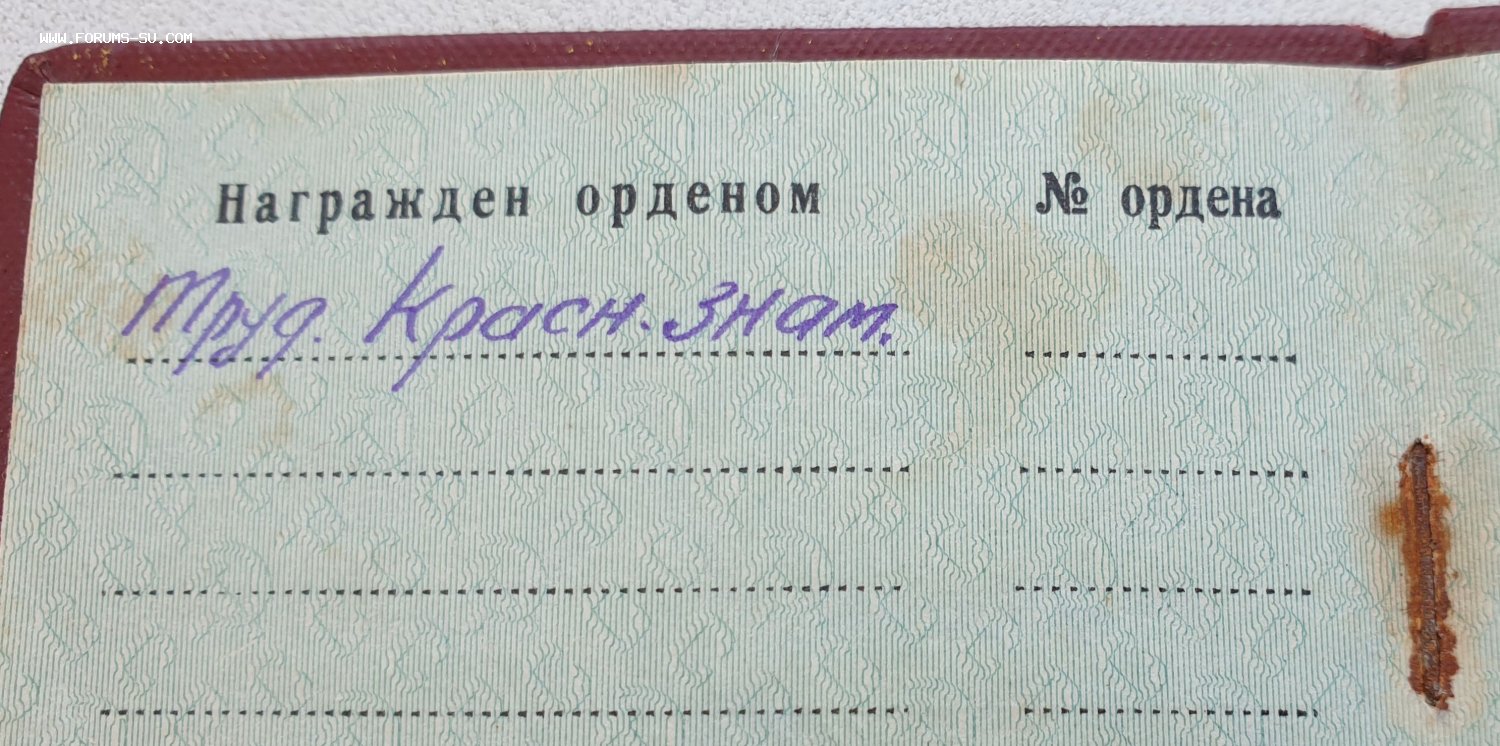 WWW.FORUMS-SU.COM
Награжден орденом № ордена
Труд. Красн. Знам.